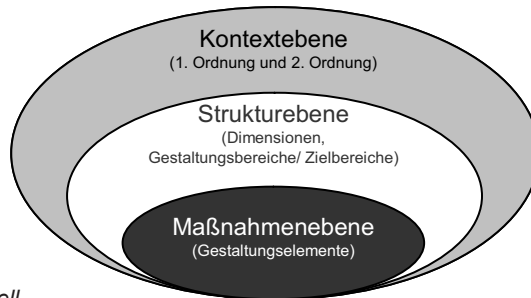 Kontextebene
(1. Ordnung und 2. Ordnung)
Strukturebene
(Dimensionen,
Gestaltungsbereiche/ Zielbereiche)
Maßnahmenebene
(Gestaltungselemente)